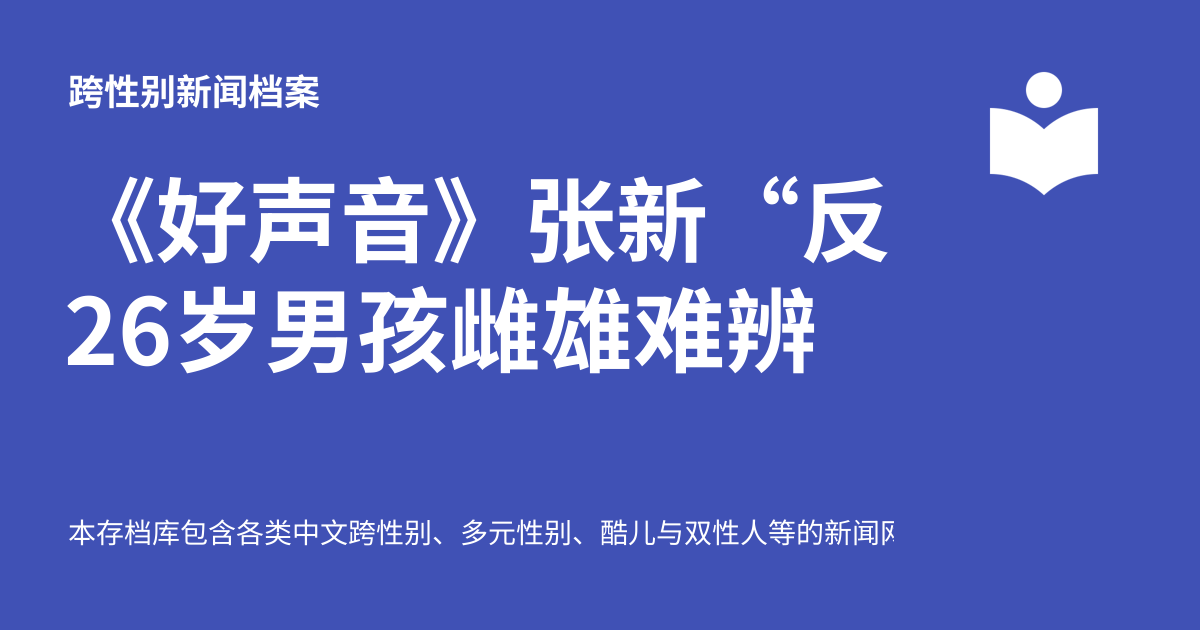 跨性别新闻档案
《好声音》张新“反
26岁男孩雌雄难辨
本存档库包含各类中文跨性别、多元性别、酷儿与双性人等的新闻